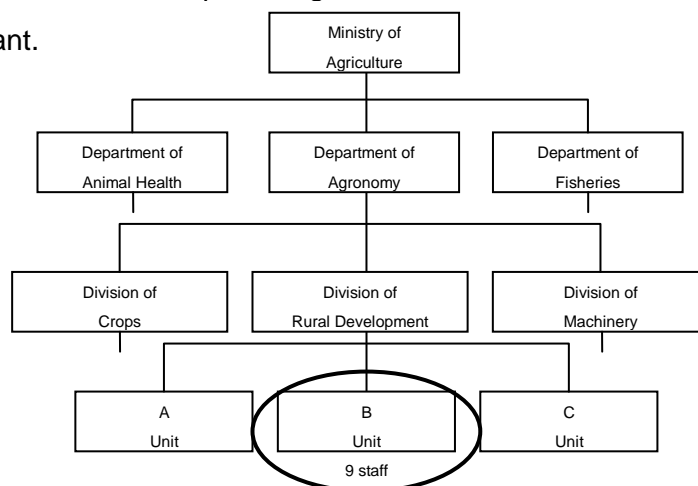 ant.
Ministry of
Agriculture
Department of
Animal Health
Department of
Agronomy
Department of
Fisheries
Division of
Crops
Division of
Rural Development
Division of
Machinery
A
Unit
B
Unit
C
Unit
9 staff